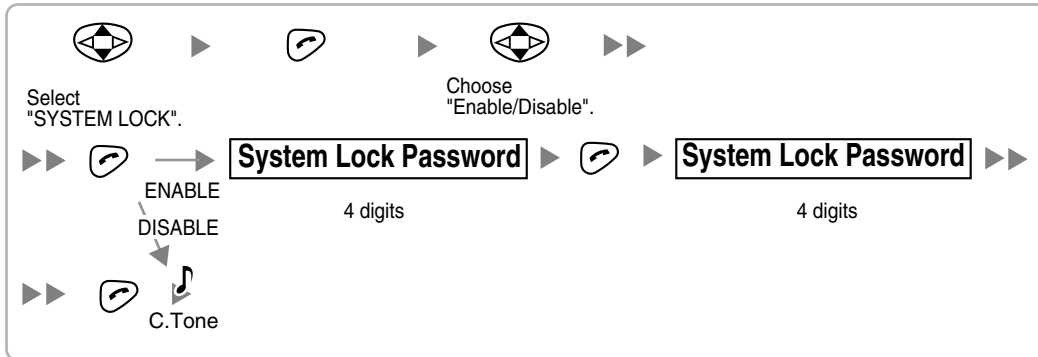 Select
"SYSTEM LOCK".
Choose
"Enable/Disable".
System Lock Password
System Lock Password
ENABLE
4 digits
4 digits
DISABLE
C.Tone